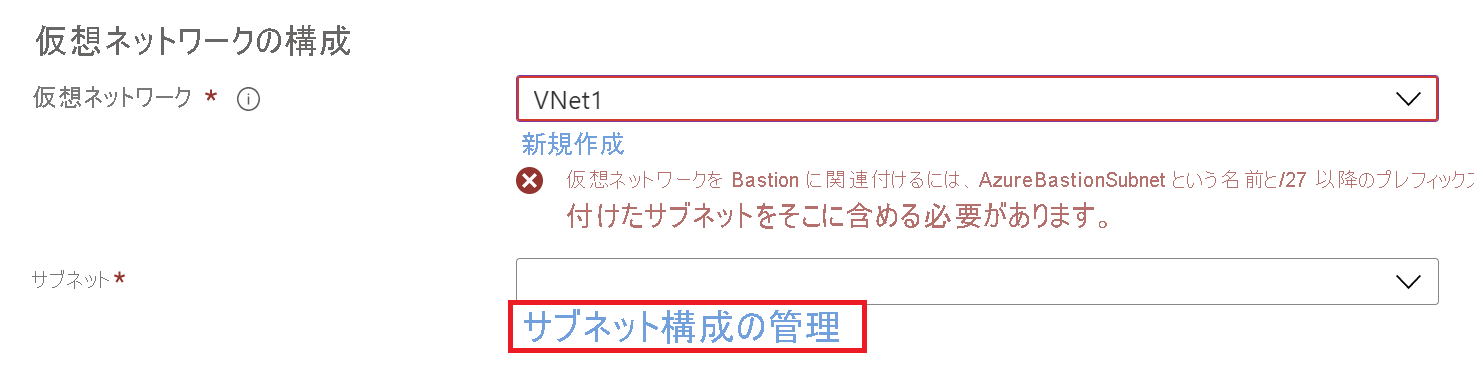 仮想ネットワークの構成
仮想ネットワーク *
VNet1
新規作成
仮想ネットワークを Bastion に関連付けるには、AzureBastionSubnet という名前と/27 以降のプレフィックス
付けたサブネットをそこに含める必要があります。
サブネット*
サブネット構成の管理